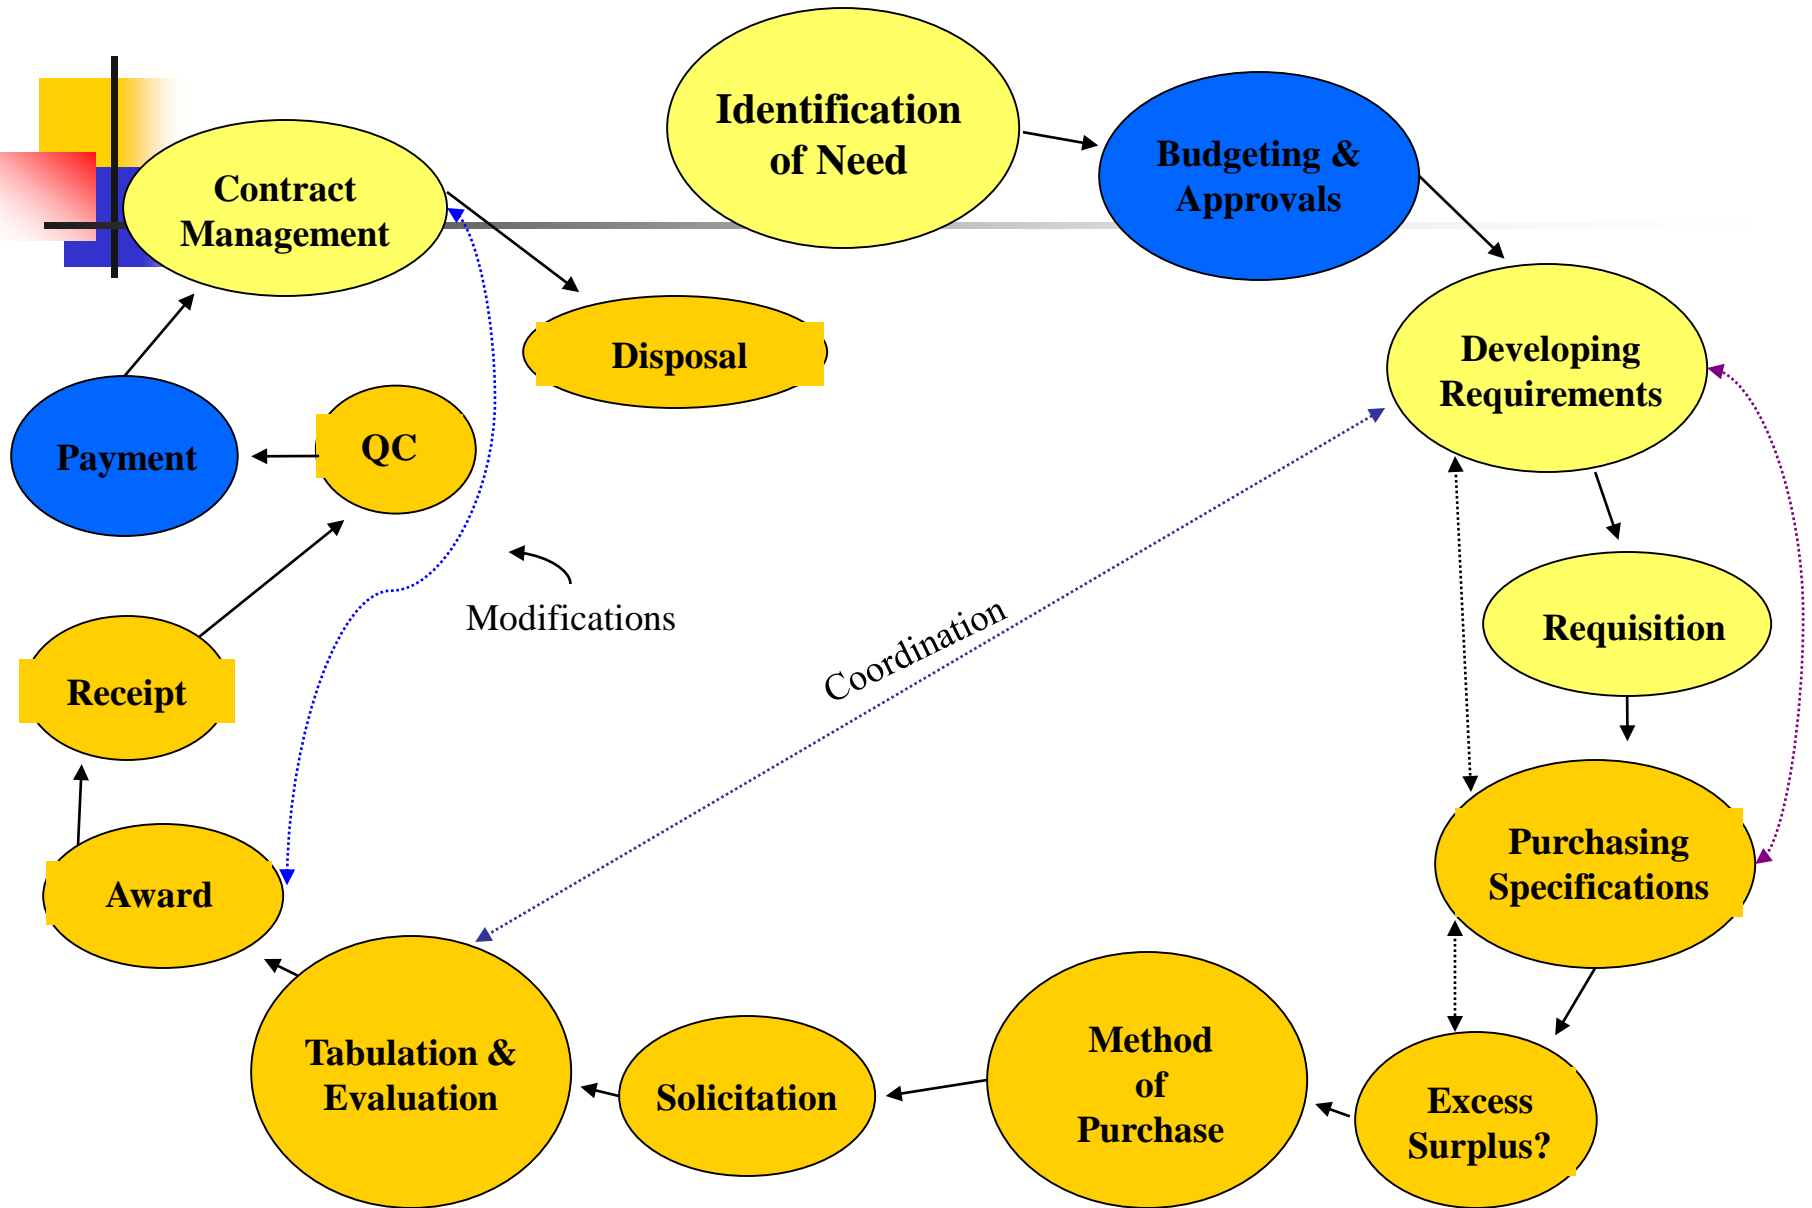 Identification
of Need
Budgeting &
Approvals
Contract
Management
Developing
Requirements
Disposal
Payment
QC
Modifications
Coordination
Requisition
Receipt
Purchasing
Specifications
Award
Tabulation &
Evaluation
Solicitation
Method
of
Purchase
Excess
Surplus?